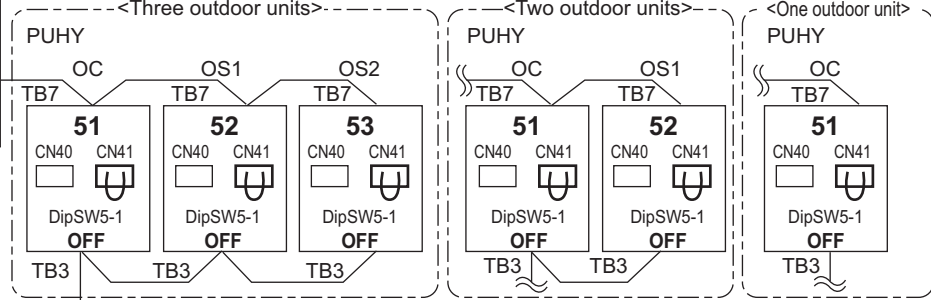 <Three outdoor units> <Two outdoor units> <One outdoor unit>
PUHY PUHY PUHY
OC OS1 OS2 OC OS1 OC
TB7 TB7 TB7 TB7 TB7 TB7
51 52 53 51 52 51
CN40 CN41 CN40 CN41 CN40 CN41 CN40 CN41 CN40 CN41 CN40 CN41
DipSW5-1 DipSW5-1 DipSW5-1 DipSW5-1 DipSW5-1 DipSW5-1
OFF OFF OFF OFF OFF OFF
TB3 TB3 TB3 TB3 TB3 TB3